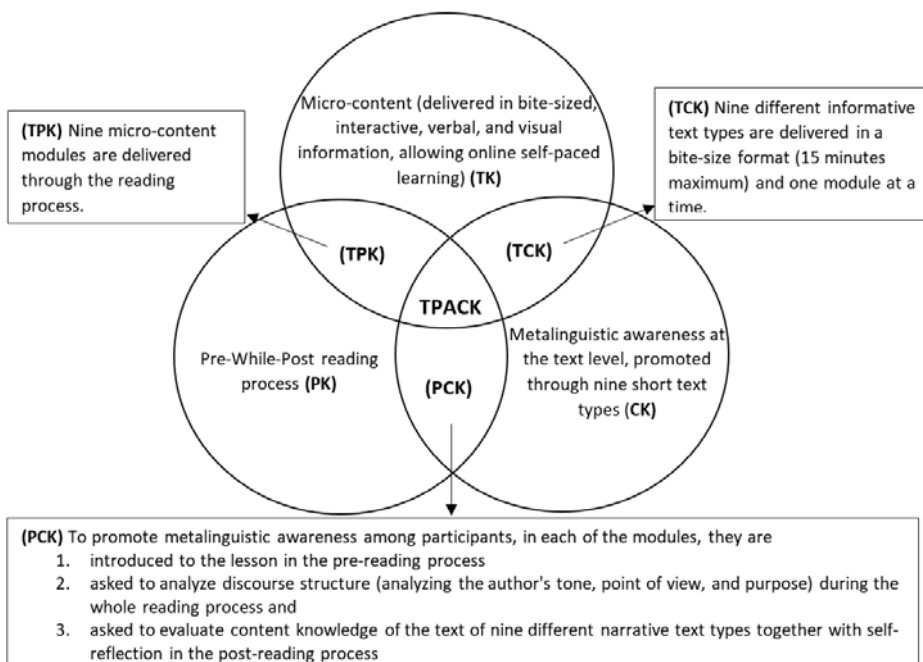 Micro-content (delivered in bite-sized,
interactive, verbal, and visual
information, allowing online self-paced
learning) (TK)
(TPK) Nine micro-content
modules are delivered
through the reading
process.
(TCK) Nine different informative
text types are delivered in a
bite-size format (15 minutes
maximum) and one module at a
time.
(TPK)
(TCK)
TPACK
Pre-While-Post reading
process (PK)
(PCK)
Metalinguistic awareness at
the text level, promoted
through nine short text
types (CK)
(PCK) To promote metalinguistic awareness among participants, in each of the modules, they are
1. introduced to the lesson in the pre-reading process
2. asked to analyze discourse structure (analyzing the author's tone, point of view, and purpose) during the
whole reading process and
3. asked to evaluate content knowledge of the text of nine different narrative text types together with self-
reflection in the post-reading process